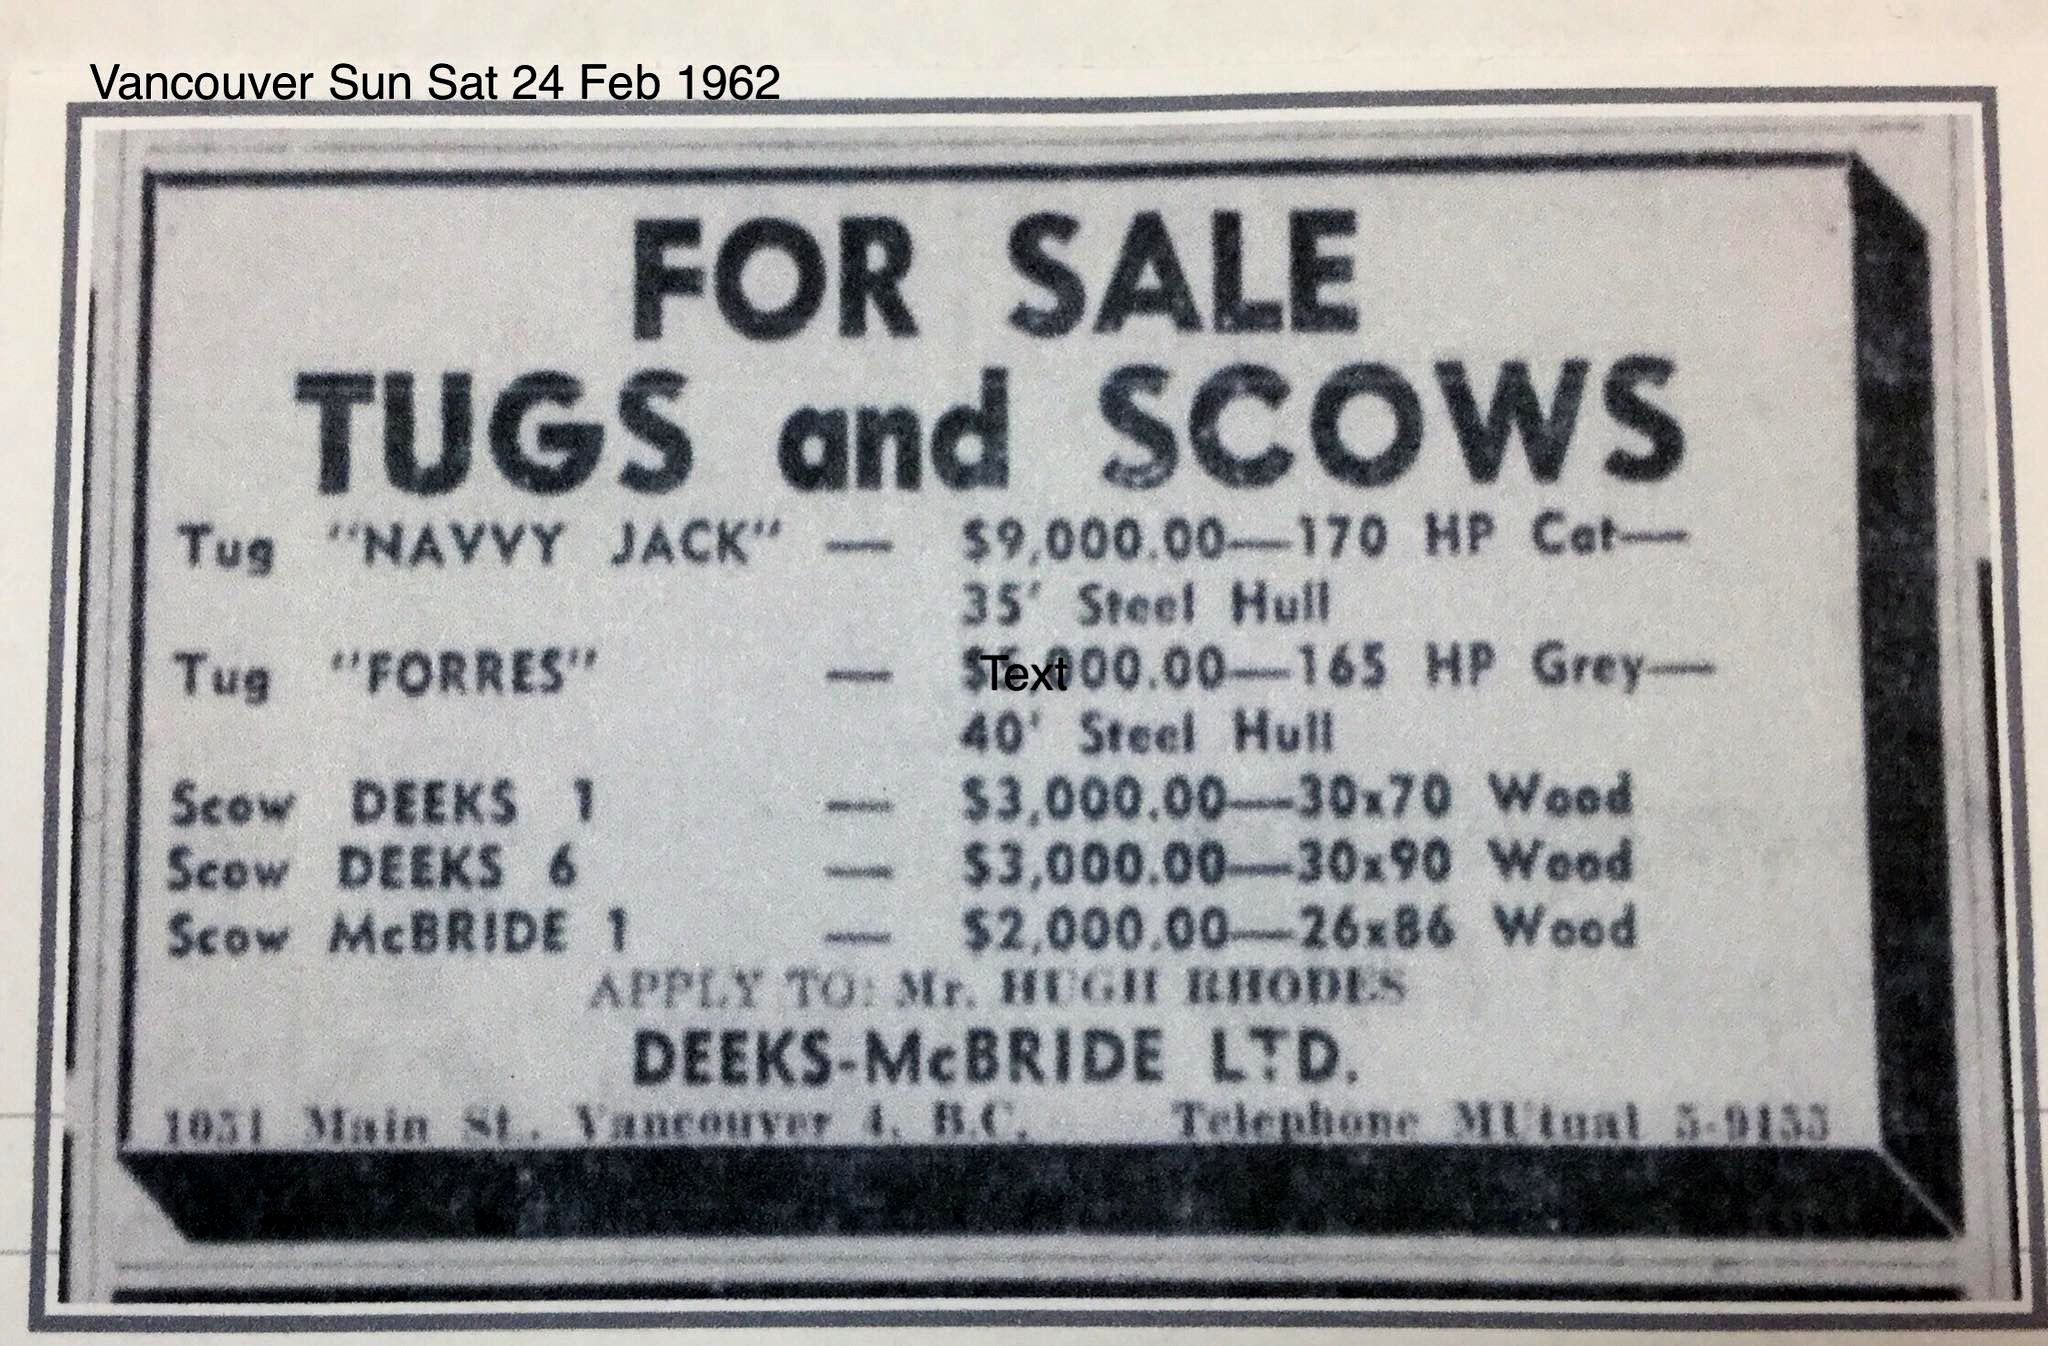 Vancouver Sun Sat 24 Feb 1962
FOR SALE
TUGS and SCOWS
Tug "NAVVY JACK" — $9,000.00—170 HP Cat—
35' Steel Hull
Tug "FORRES" — 00.00—165 HP Grey—
Text
40' Steel Hull
Scow DEEKS 1 — $3,000.00—30x70 Wood
Scow DEEKS 6 — $3,000.00—30x90 Wood
Scow McBRIDE 1 — $2,000.00—26x86 Wood
APPLY TO: Mr. HUGH RHODES
DEEKS-McBRIDE LTD.
1051 Main St., Vancouver 4, B.C. Telephone MUtual